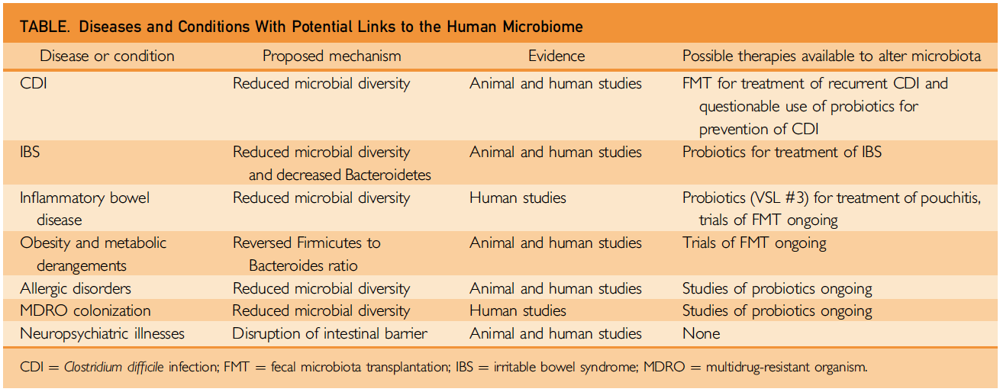 TABLE. Diseases and Conditions With Potential Links to the Human Microbiome
Disease or condition Proposed mechanism Evidence Possible therapies available to alter microbiota
CDI Reduced microbial diversity Animal and human studies FMT for treatment of recurrent CDI and
questionable use of probiotics for
prevention of CDI
IBS Reduced microbial diversity Animal and human studies Probiotics for treatment of IBS
and decreased Bacteroidetes
Inflammatory bowel Reduced microbial diversity Human studies Probiotics (VSL #3) for treatment of pouchitis,
disease trials of FMT ongoing
Obesity and metabolic Reversed Firmicutes to Animal and human studies Trials of FMT ongoing
derangements Bacteroides ratio
Allergic disorders Reduced microbial diversity Animal and human studies Studies of probiotics ongoing
MDRO colonization Reduced microbial diversity Human studies Studies of probiotics ongoing
Neuropsychiatric illnesses Disruption of intestinal barrier Animal and human studies None
CDI = Clostridium difficile infection; FMT = fecal microbiota transplantation; IBS = irritable bowel syndrome; MDRO = multidrug-resistant organism.